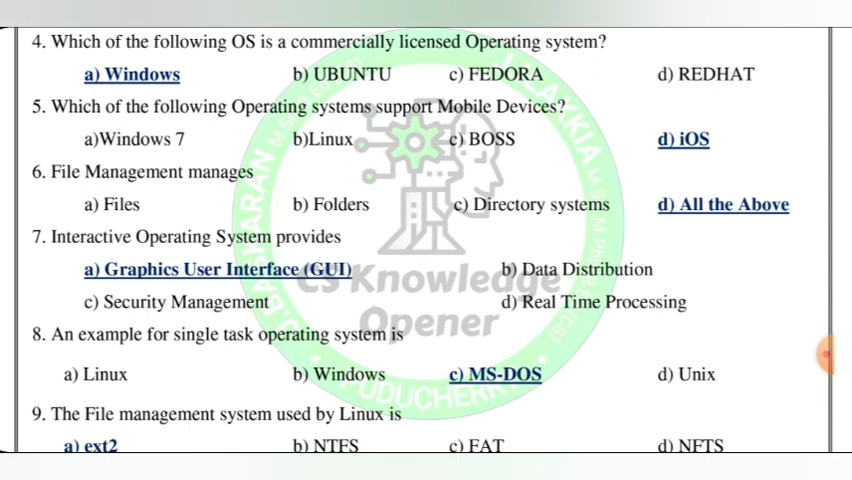 4. Which of the following OS is a commercially licensed Operating system?
a) Windows b) UBUNTU c) FEDORA d) REDHAT
5. Which of the following Operating systems support Mobile Devices?
a)Windows 7 b)Linux c) BOSS d) iOS
6. File Management manages
a) Files b) Folders c) Directory systems d) All the Above
7. Interactive Operating System provides
a) Graphics User Interface (GUI) b) Data Distribution
c) Security Management d) Real Time Processing
8. An example for single task operating system is
a) Linux b) Windows c) MS-DOS d) Unix
9. The File management system used by Linux is
a) ext2 b) NTFS c) FAT d) NFTS
CS Knowledge
Opener
PUDUCHERRY